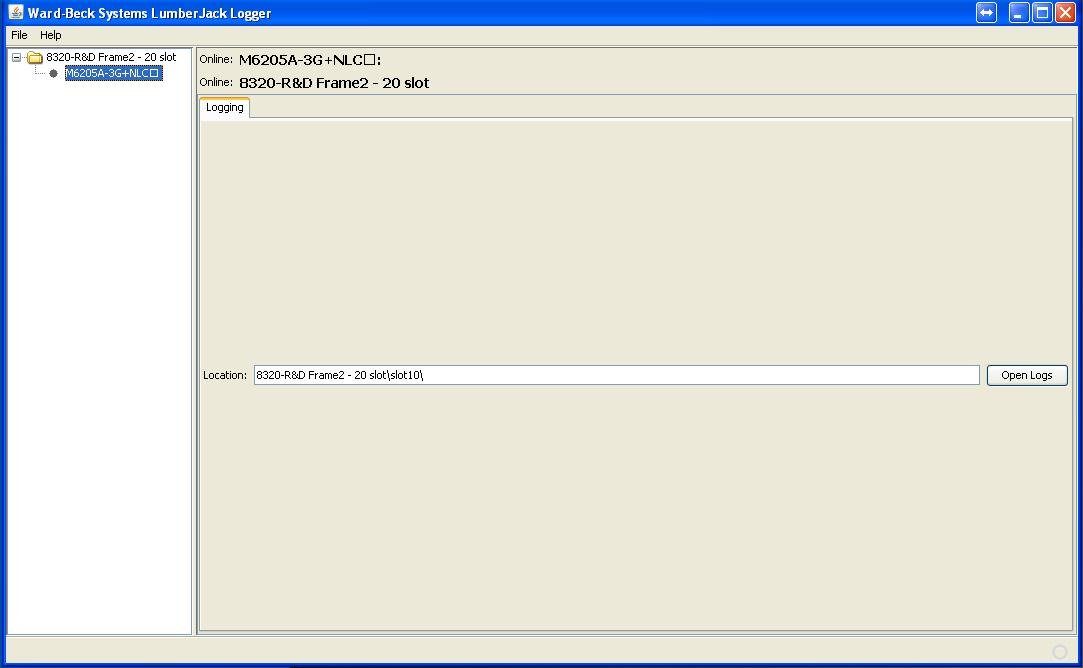 Ward-Beck Systems LumberJack Logger
File Help
8320-R&D Frame2 - 20 slot
M6205A-3G+NLC□
Online: M6205A-3G+NLC□:
Online: 8320-R&D Frame2 - 20 slot
Logging
Location: 8320-R&D Frame2 - 20 slot\slot10\ Open Logs